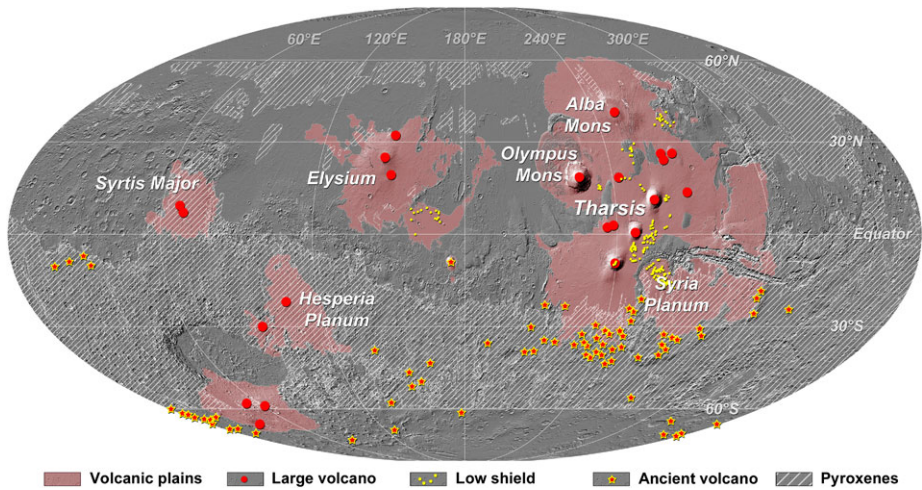 60°E
120°E
180°E
240°E
300°E
60°N
Alba
Mons
30°N
Olympus
Mons
Syrtis Major
Elysium
Tharsis
Equator
Hesperia
Planum
Syria
Planum
30°S
60°S
Volcanic plains
Large volcano
Low shield
Ancient volcano
Pyroxenes